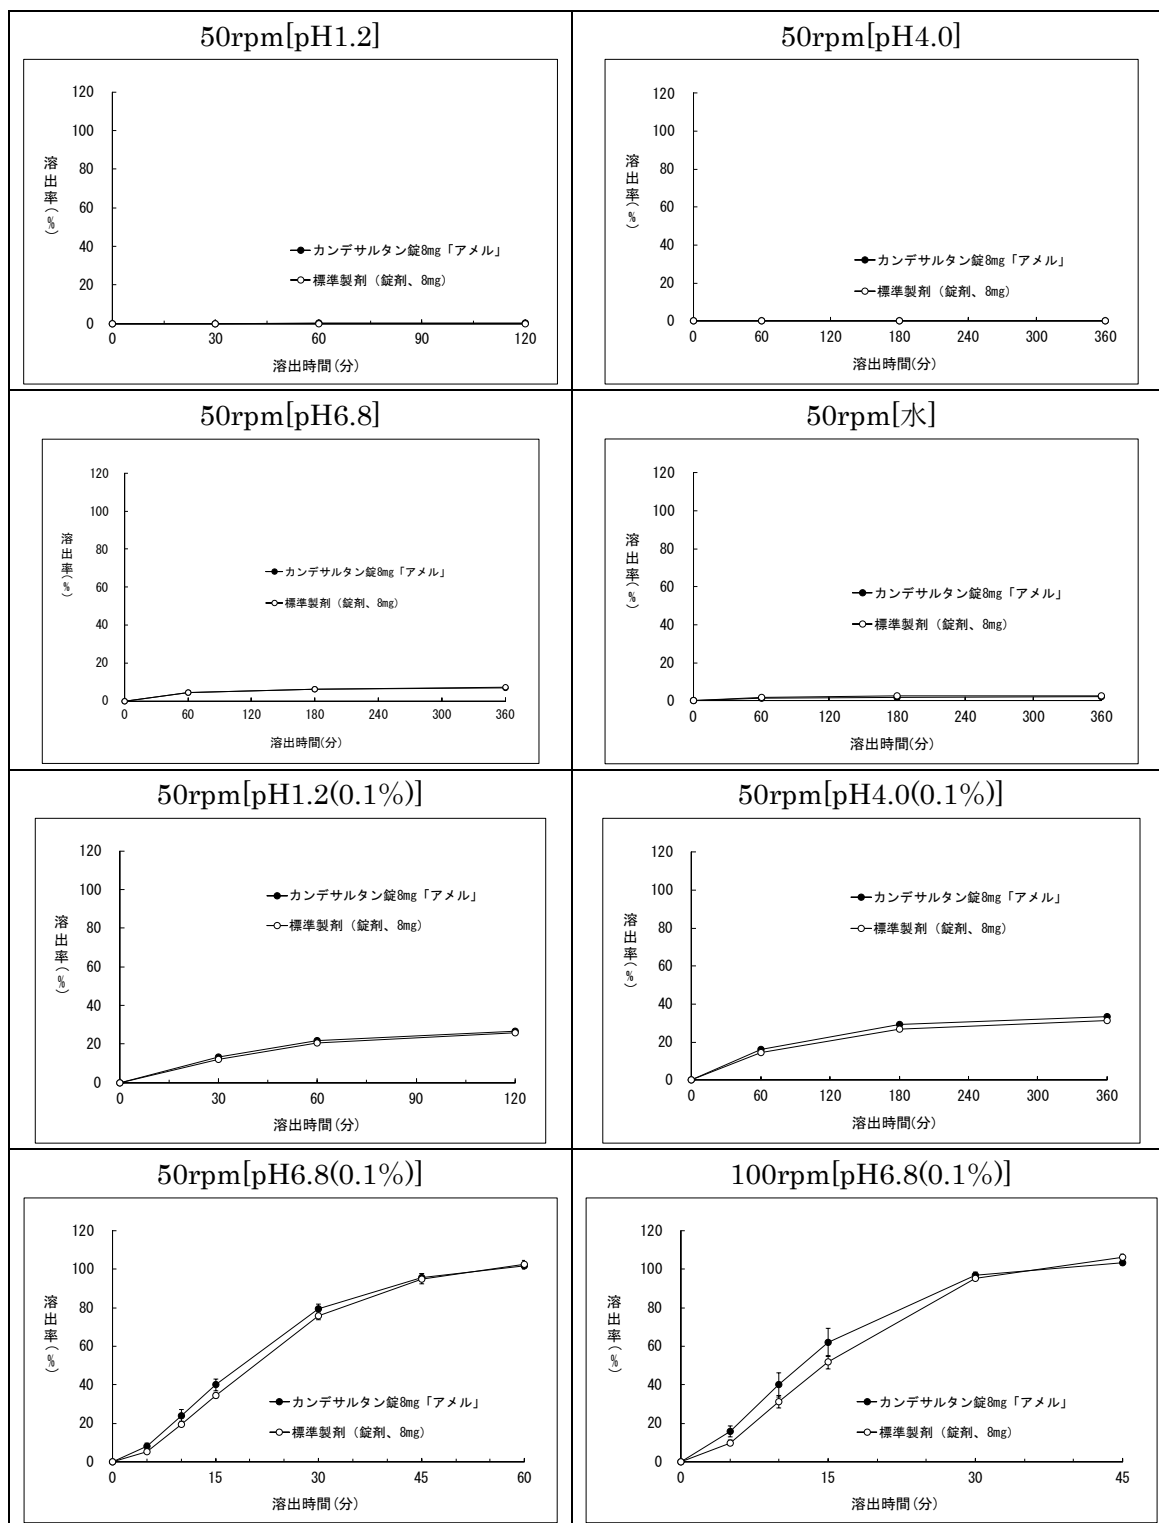 50rpm[pH1.2]
120
100
80
60
40
20
0
溶出率(%)
カンデサルタン錠8mg「アメル」
標準製剤（錠剤、8mg）
0 30 60 90 120
溶出時間(分)
50rpm[pH4.0]
120
100
80
60
40
20
0
溶出率(%)
カンデサルタン錠8mg「アメル」
標準製剤（錠剤、8mg）
0 60 120 180 240 300 360
溶出時間(分)
50rpm[pH6.8]
120
100
80
60
40
20
0
溶出率(%)
カンデサルタン錠8mg「アメル」
標準製剤（錠剤、8mg）
0 60 120 180 240 300 360
溶出時間(分)
50rpm[水]
120
100
80
60
40
20
0
溶出率(%)
カンデサルタン錠8mg「アメル」
標準製剤（錠剤、8mg）
0 60 120 180 240 300 360
溶出時間(分)
50rpm[pH1.2(0.1%)]
120
100
80
60
40
20
0
溶出率(%)
カンデサルタン錠8mg「アメル」
標準製剤（錠剤、8mg）
0 30 60 90 120
溶出時間(分)
50rpm[pH4.0(0.1%)]
120
100
80
60
40
20
0
溶出率(%)
カンデサルタン錠8mg「アメル」
標準製剤（錠剤、8mg）
0 60 120 180 240 300 360
溶出時間(分)
50rpm[pH6.8(0.1%)]
120
100
80
60
40
20
0
溶出率(%)
カンデサルタン錠8mg「アメル」
標準製剤（錠剤、8mg）
0 15 30 45 60
溶出時間(分)
100rpm[pH6.8(0.1%)]
120
100
80
60
40
20
0
溶出率(%)
カンデサルタン錠8mg「アメル」
標準製剤（錠剤、8mg）
0 15 30 45
溶出時間(分)